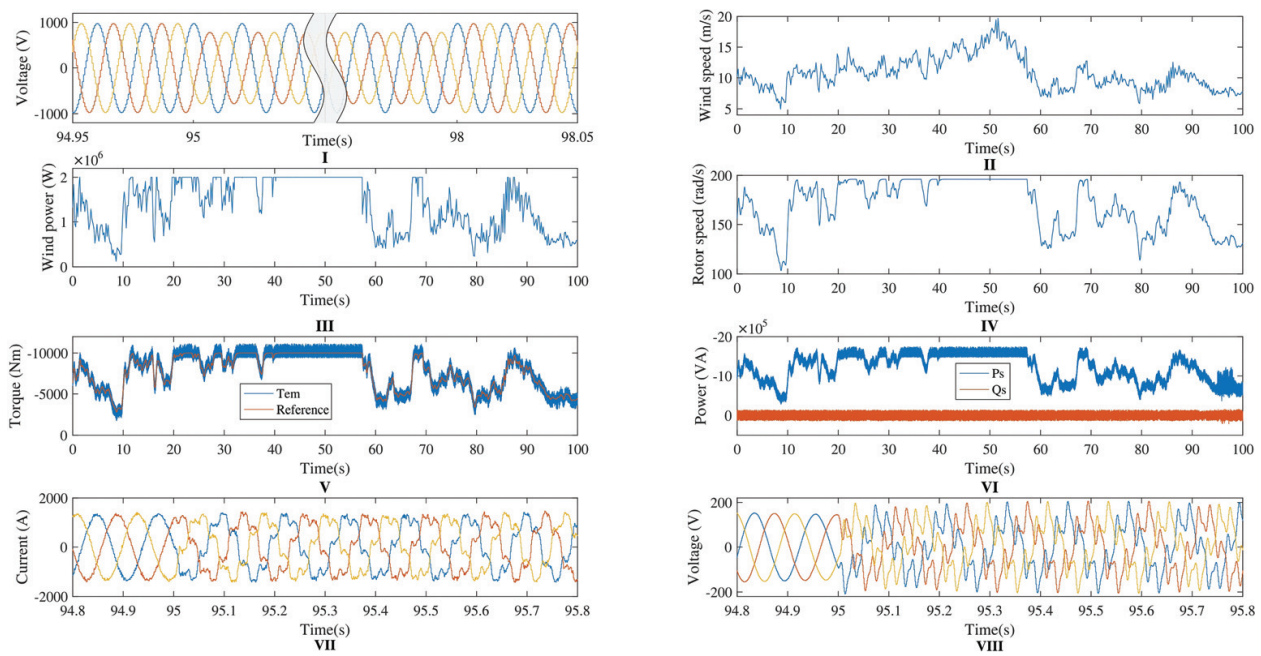 1000
0
-1000
Voltage (V)
94.95 95 98 98.05
Time(s)
I
20
15
10
5
Wind speed (m/s)
0 10 20 30 40 50 60 70 80 90 100
Time(s)
II
×10⁶
2
1
0
Wind power (W)
0 10 20 30 40 50 60 70 80 90 100
Time(s)
III
200
150
100
Rotor speed (rad/s)
0 10 20 30 40 50 60 70 80 90 100
Time(s)
IV
-10000
-5000
0
Torque (Nm)
Tem
Reference
0 10 20 30 40 50 60 70 80 90 100
Time(s)
V
×10⁵
-20
-10
0
Power (VA)
Ps
Qs
0 10 20 30 40 50 60 70 80 90 100
Time(s)
VI
2000
0
-2000
Current (A)
94.8 94.9 95 95.1 95.2 95.3 95.4 95.5 95.6 95.7 95.8
Time(s)
VII
200
0
-200
Voltage (V)
94.8 94.9 95 95.1 95.2 95.3 95.4 95.5 95.6 95.7 95.8
Time(s)
VIII